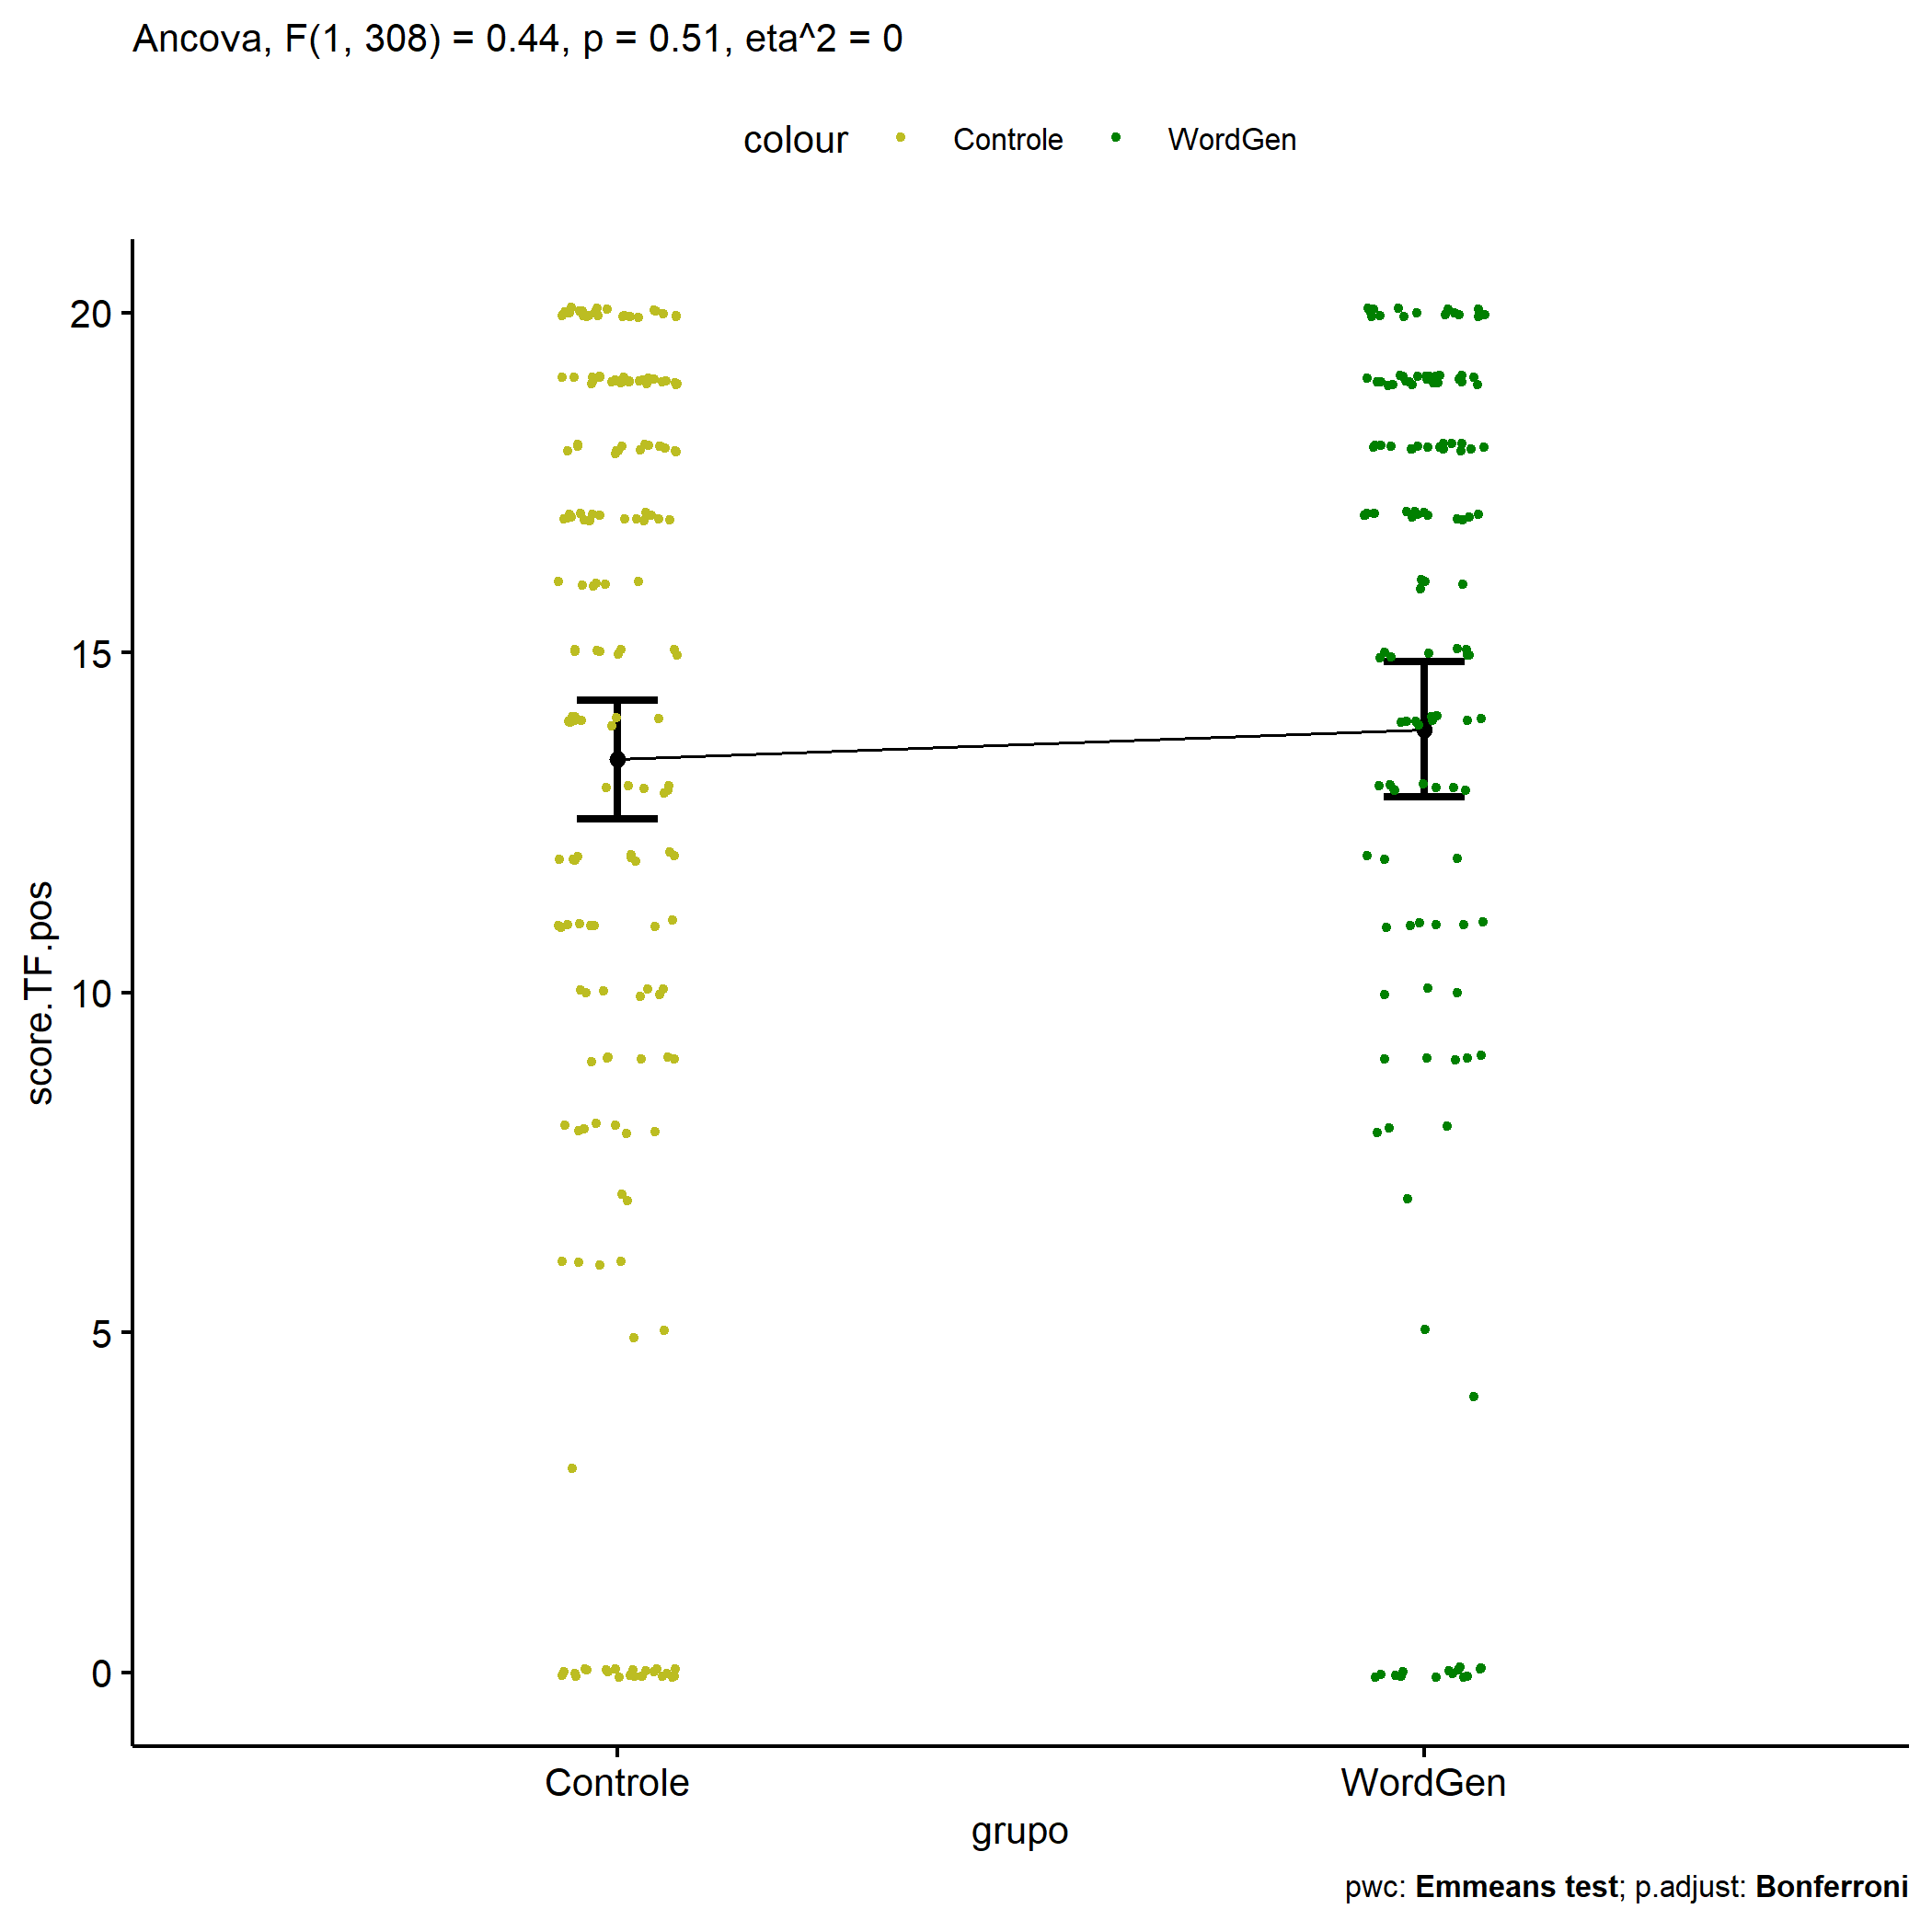 Ancova, F(1, 308) = 0.44, p = 0.51, eta^2 = 0
colour Controle WordGen
20
15
10
5
0
score.TF.pos
Controle WordGen
grupo
pwc: Emmeans test; p.adjust: Bonferroni